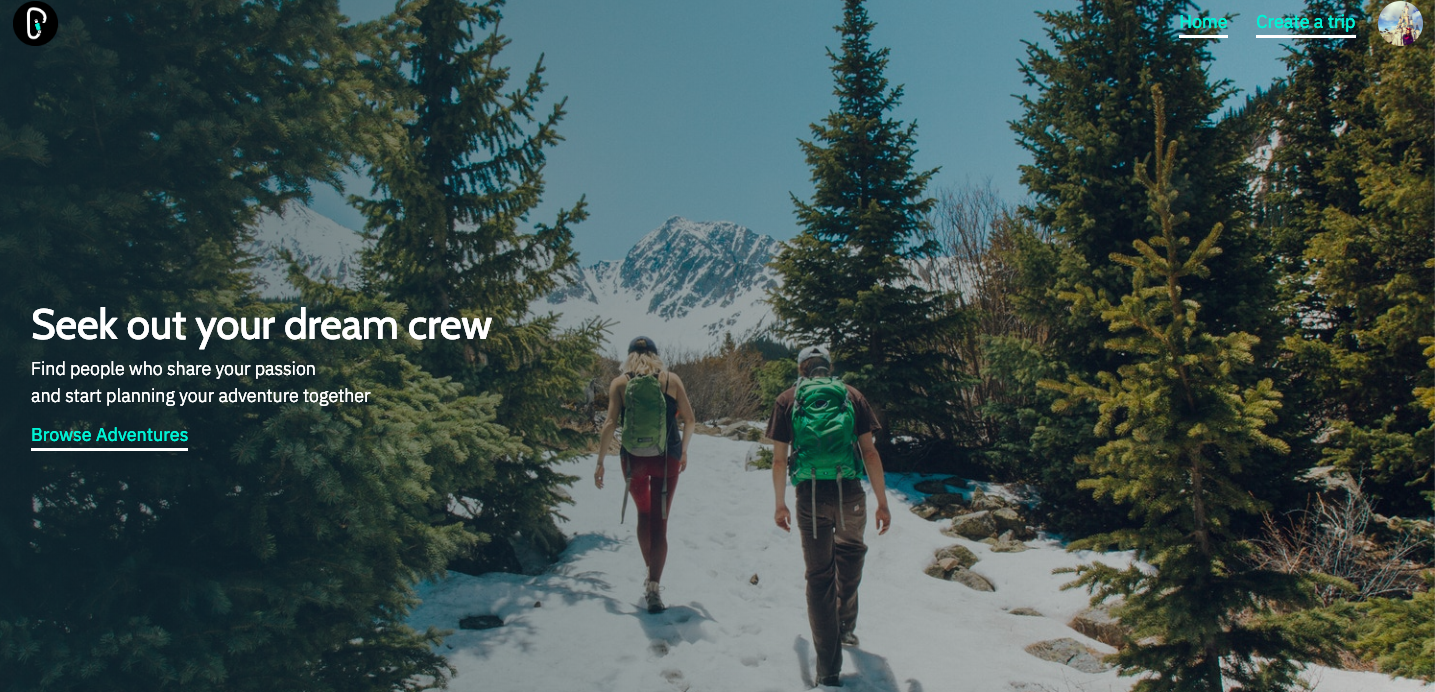 Home
Create a trip
Seek out your dream crew
Find people who share your passion
and start planning your adventure together
Browse Adventures